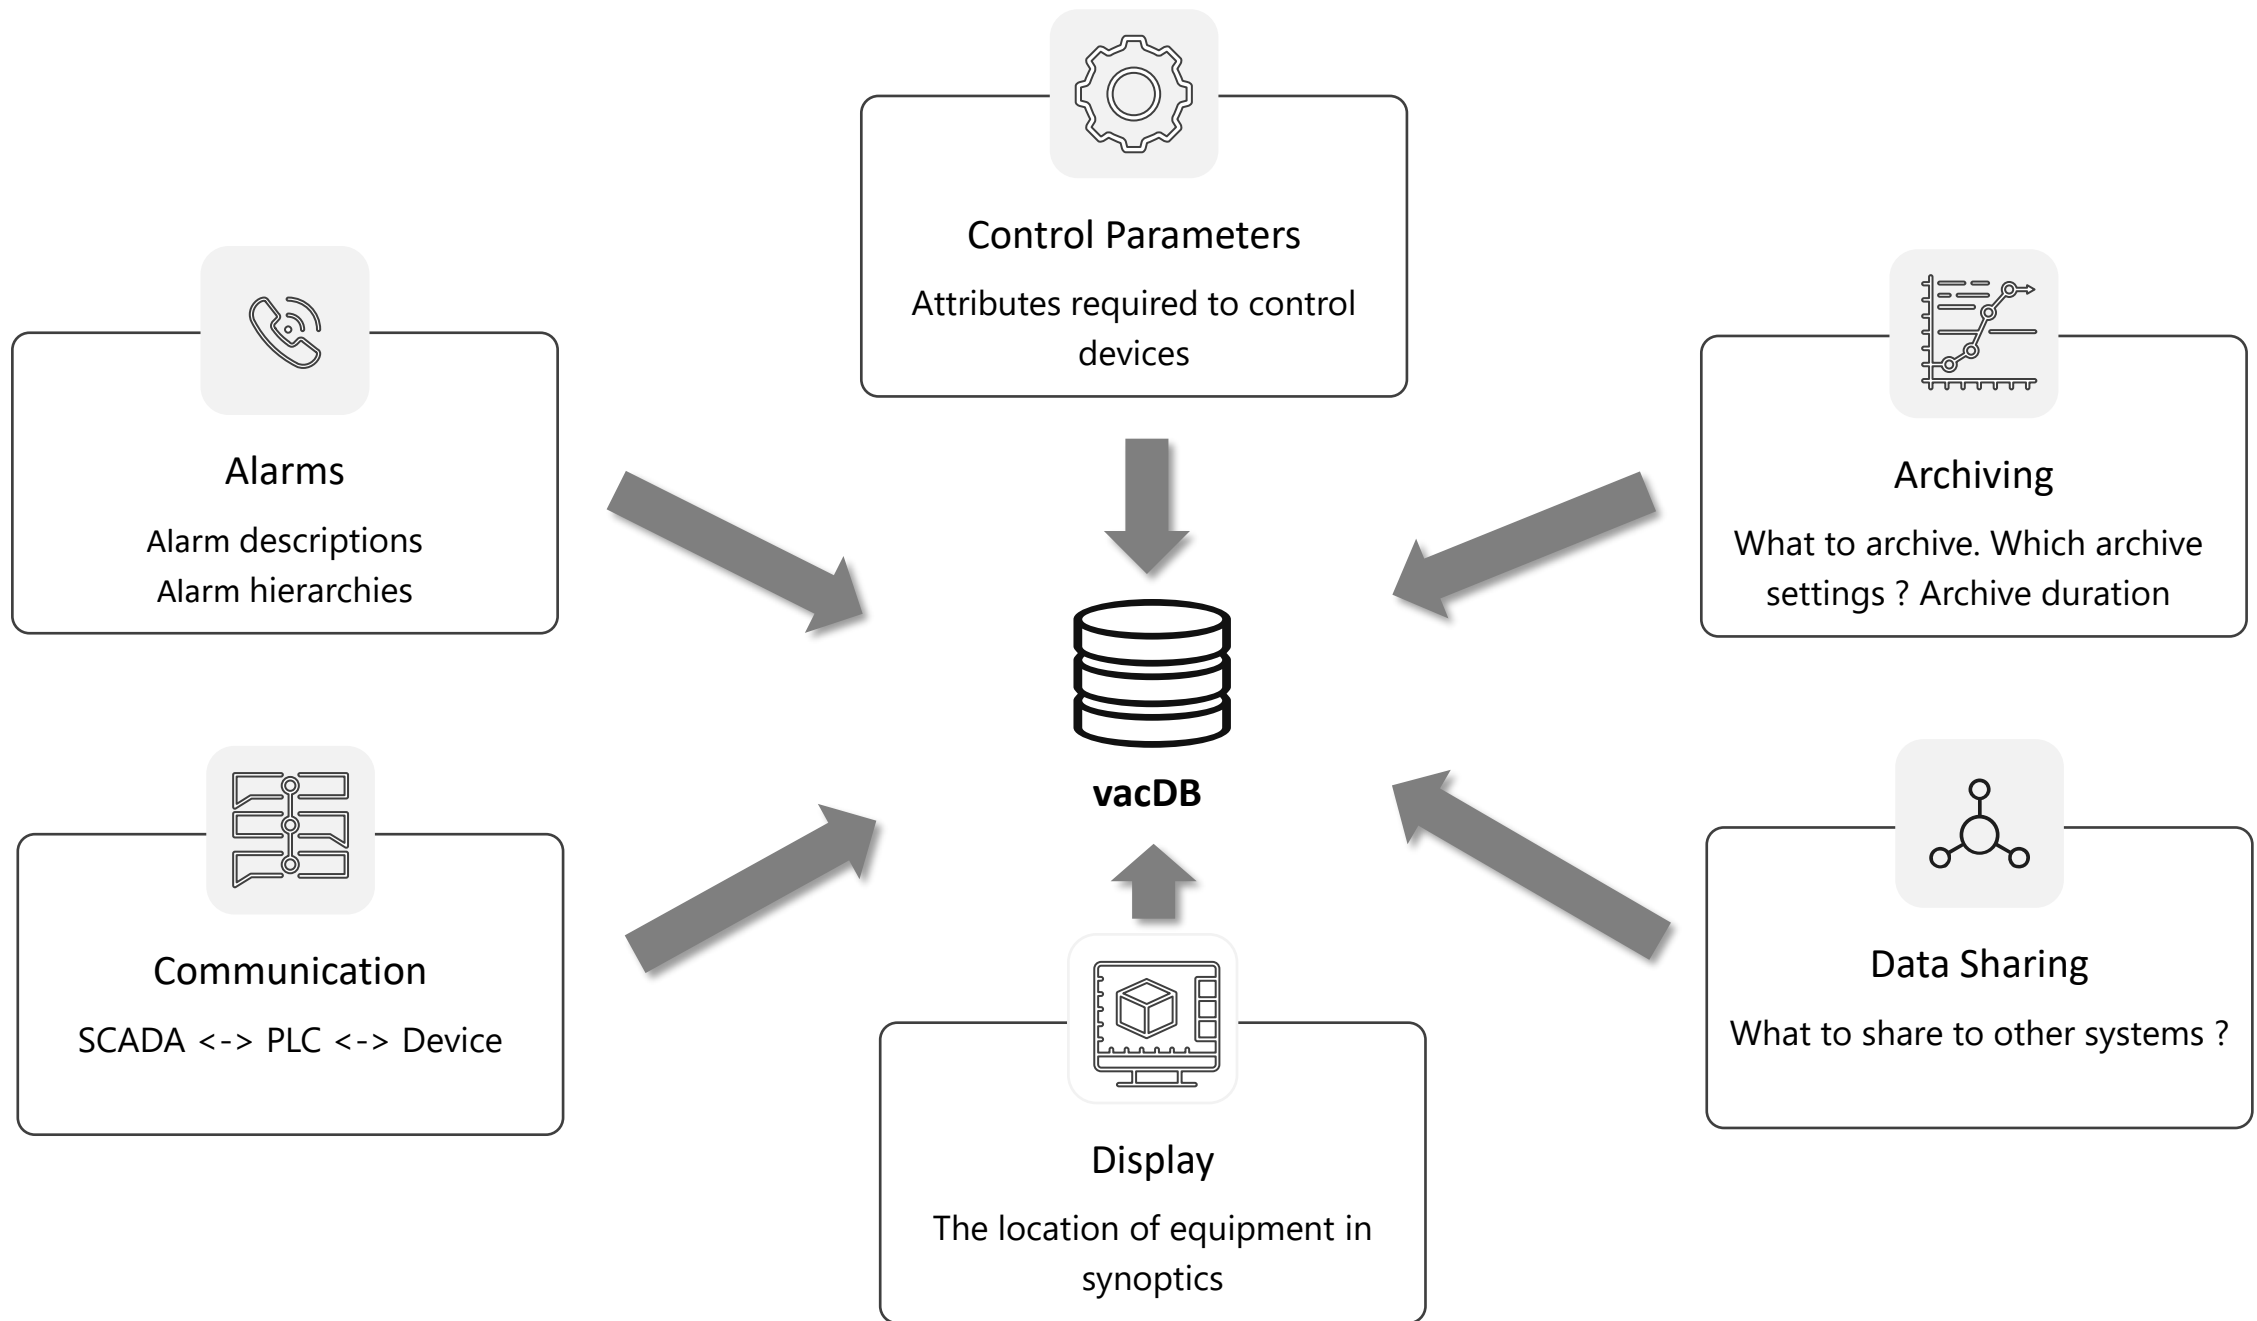 Control Parameters
Attributes required to control
devices
Alarms
Alarm descriptions
Alarm hierarchies
Archiving
What to archive. Which archive
settings ? Archive duration
vacDB
Communication
SCADA <-> PLC <-> Device
Data Sharing
What to share to other systems ?
Display
The location of equipment in
synoptics